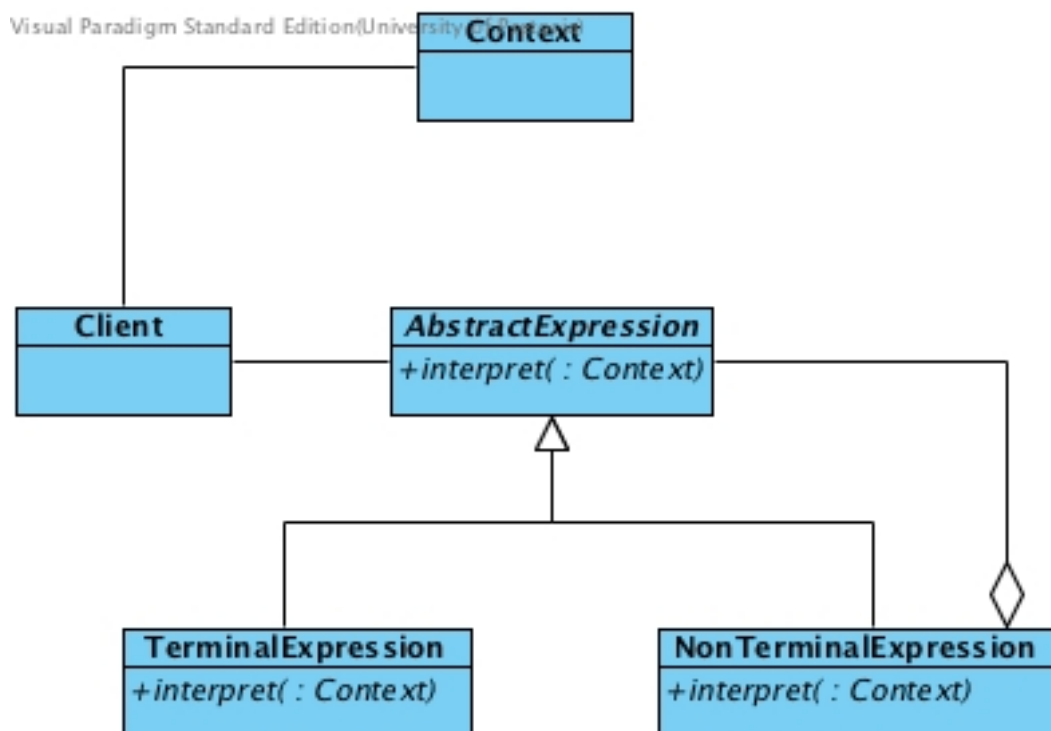 Visual Paradigm Standard Edition(University
Context
Client
AbstractExpression
+interpret( : Context)
TerminalExpression
+interpret( : Context)
NonTerminalExpression
+interpret( : Context)